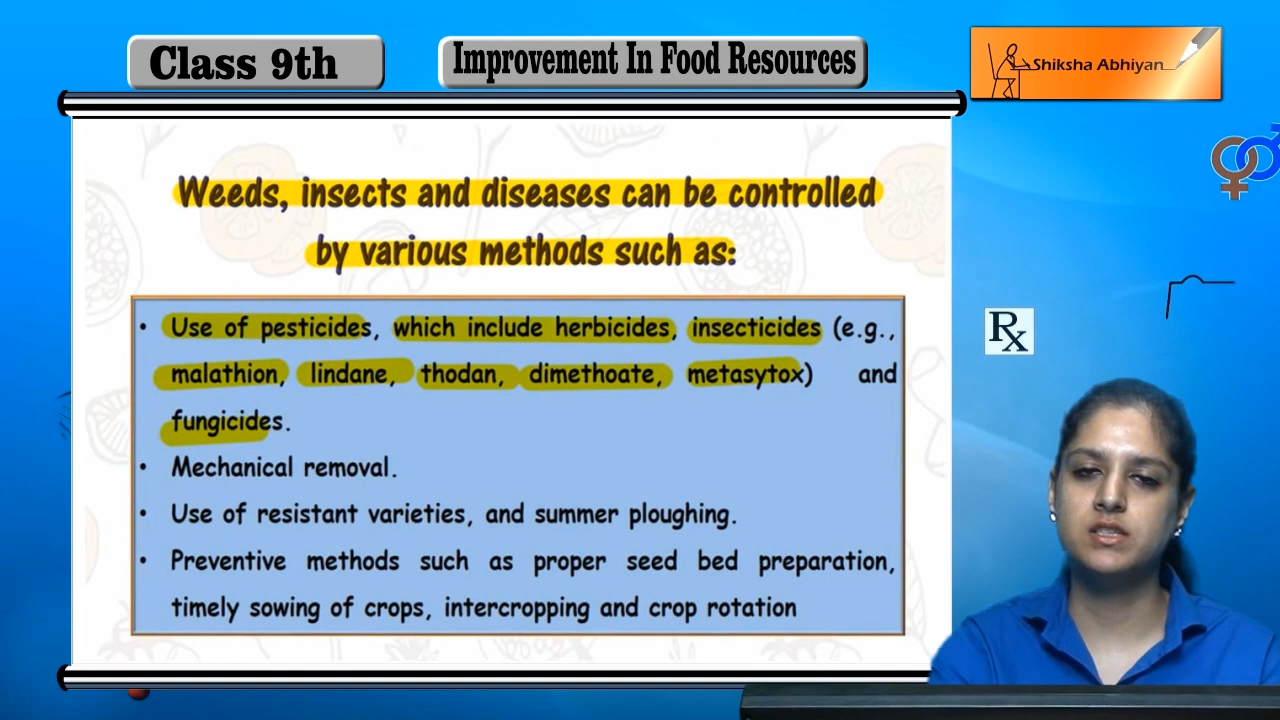 Class 9th
Improvement In Food Resources
Shiksha Abhiyan
Weeds, insects and diseases can be controlled
by various methods such as:
• Use of pesticides, which include herbicides, insecticides (e.g.,
malathion, lindane, thodan, dimethoate, metasytox) and
fungicides.
• Mechanical removal.
• Use of resistant varieties, and summer ploughing.
• Preventive methods such as proper seed bed preparation,
timely sowing of crops, intercropping and crop rotation
Rx